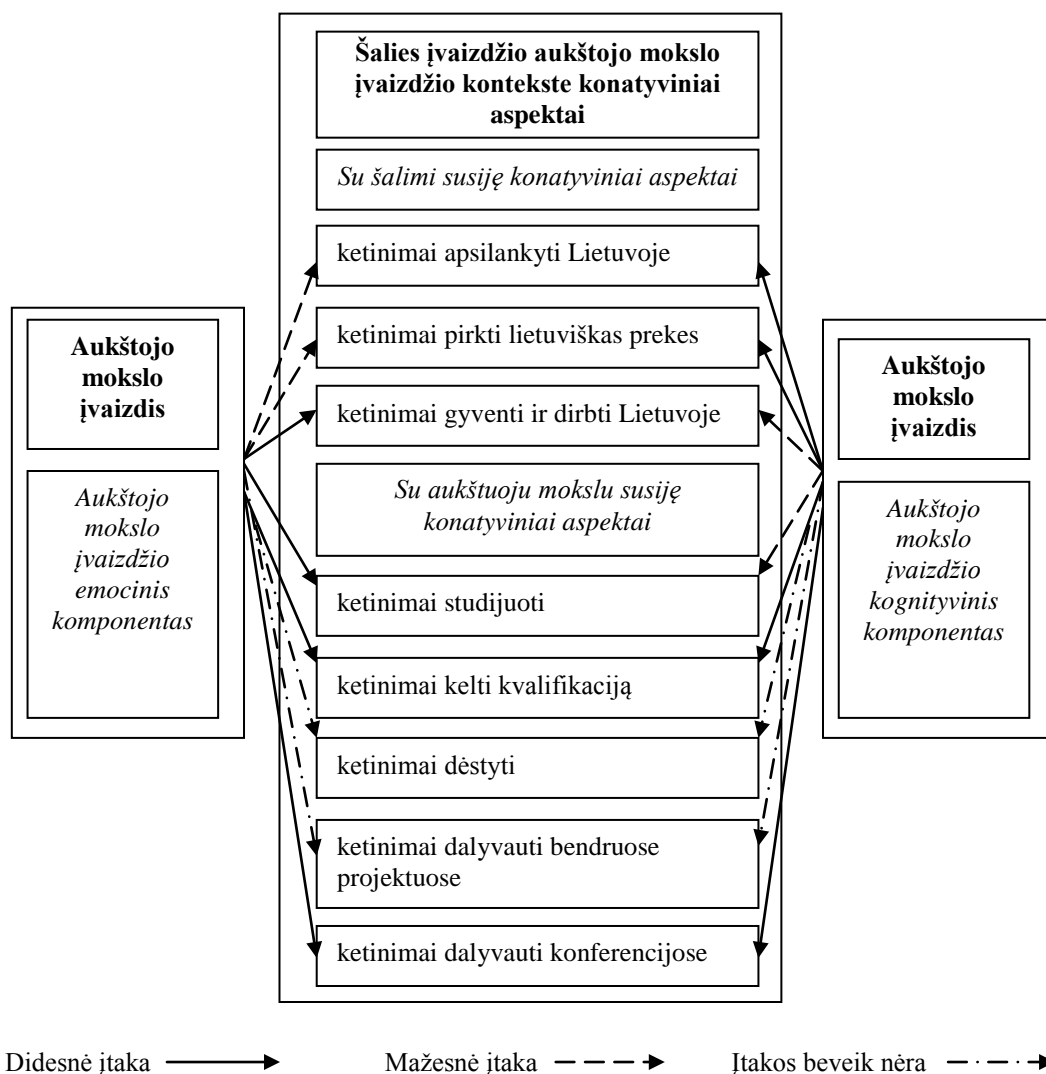 Šalies įvaizdžio aukštojo mokslo
įvaizdžio kontekste konatyviniai
aspektai
Su šalimi susiję konatyviniai aspektai
ketinimai apsilankyti Lietuvoje
ketinimai pirkti lietuviškas prekes
ketinimai gyventi ir dirbti Lietuvoje
Su aukštuoju mokslu susiję
konatyviniai aspektai
ketinimai studijuoti
ketinimai kelti kvalifikaciją
ketinimai dėstyti
ketinimai dalyvauti bendruose
projektuose
ketinimai dalyvauti konferencijose
Aukštojo
mokslo
įvaizdis
Aukštojo
mokslo
įvaizdžio
emocinis
komponentas
Aukštojo
mokslo
įvaizdis
Aukštojo
mokslo
įvaizdžio
kognityvinis
komponentas
Didesnė įtaka
Mažesnė įtaka
Įtakos beveik nėra